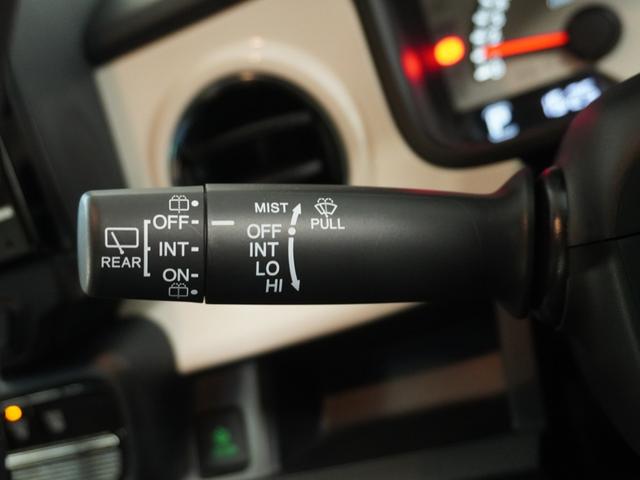 REAR
OFF
INT
ON
MIST
OFF
INT
LO
HI
PULL